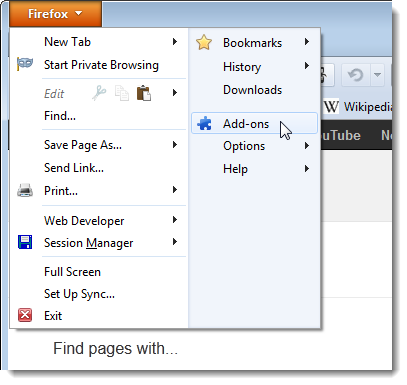 Firefox
New Tab
Start Private Browsing
Edit
Find...
Save Page As...
Send Link...
Print...
Web Developer
Session Manager
Full Screen
Set Up Sync...
Exit
Bookmarks
History
Downloads
Add-ons
Options
Help
W Wikipedia
YouTube
Find pages with...